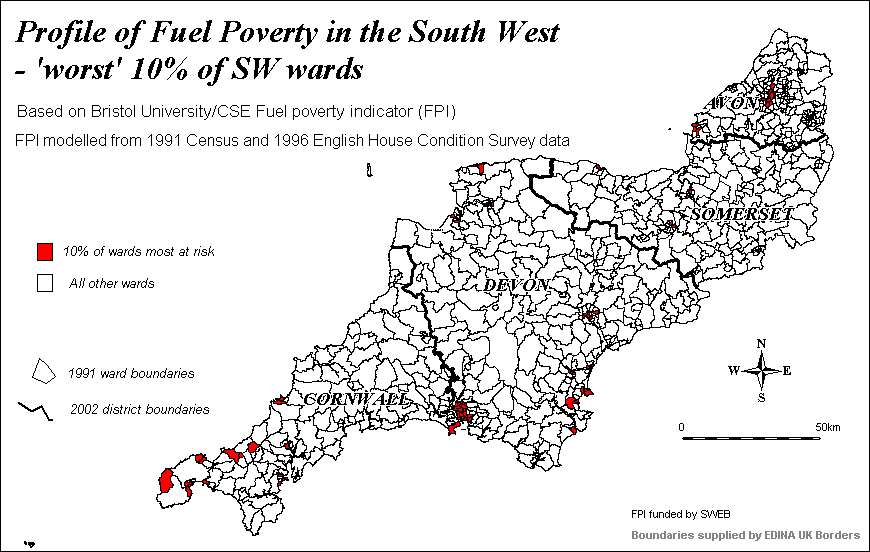 Profile of Fuel Poverty in the South West
- 'worst' 10% of SW wards
Based on Bristol University/CSE Fuel poverty indicator (FPI)
FPI modelled from 1991 Census and 1996 English House Condition Survey data
AVON
SOMERSET
DEVON
CORNWALL
10% of wards most at risk
All other wards
1991 ward boundaries
2002 district boundaries
N
W E
S
0 50km
FPI funded by SWEB
Boundaries supplied by EDINA UK Borders